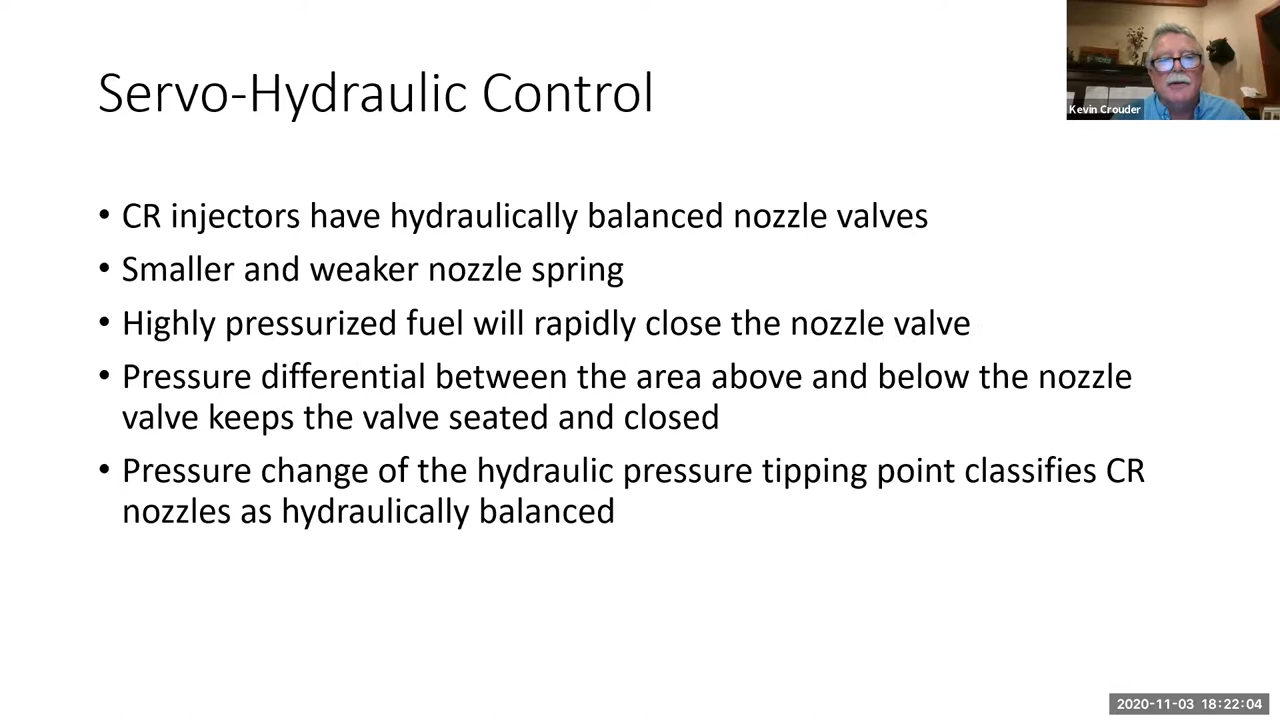 Servo-Hydraulic Control
Kevin Crouder
• CR injectors have hydraulically balanced nozzle valves
• Smaller and weaker nozzle spring
• Highly pressurized fuel will rapidly close the nozzle valve
• Pressure differential between the area above and below the nozzle
valve keeps the valve seated and closed
• Pressure change of the hydraulic pressure tipping point classifies CR
nozzles as hydraulically balanced
2020-11-03 18:22:04